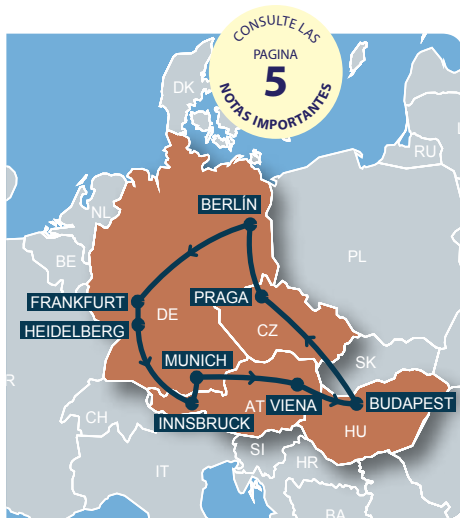 CONSULTE LAS
PAGINA
5
NOTAS IMPORTANTES
DK
RU
NL
BERLÍN
BE
PL
FRANKFURT
DE
PRAGA
HEIDELBERG
CZ
MUNICH
SK
R
CH
INNSBRUCK
AT
VIENA
BUDAPEST
HU
IT
SI
HR
BA